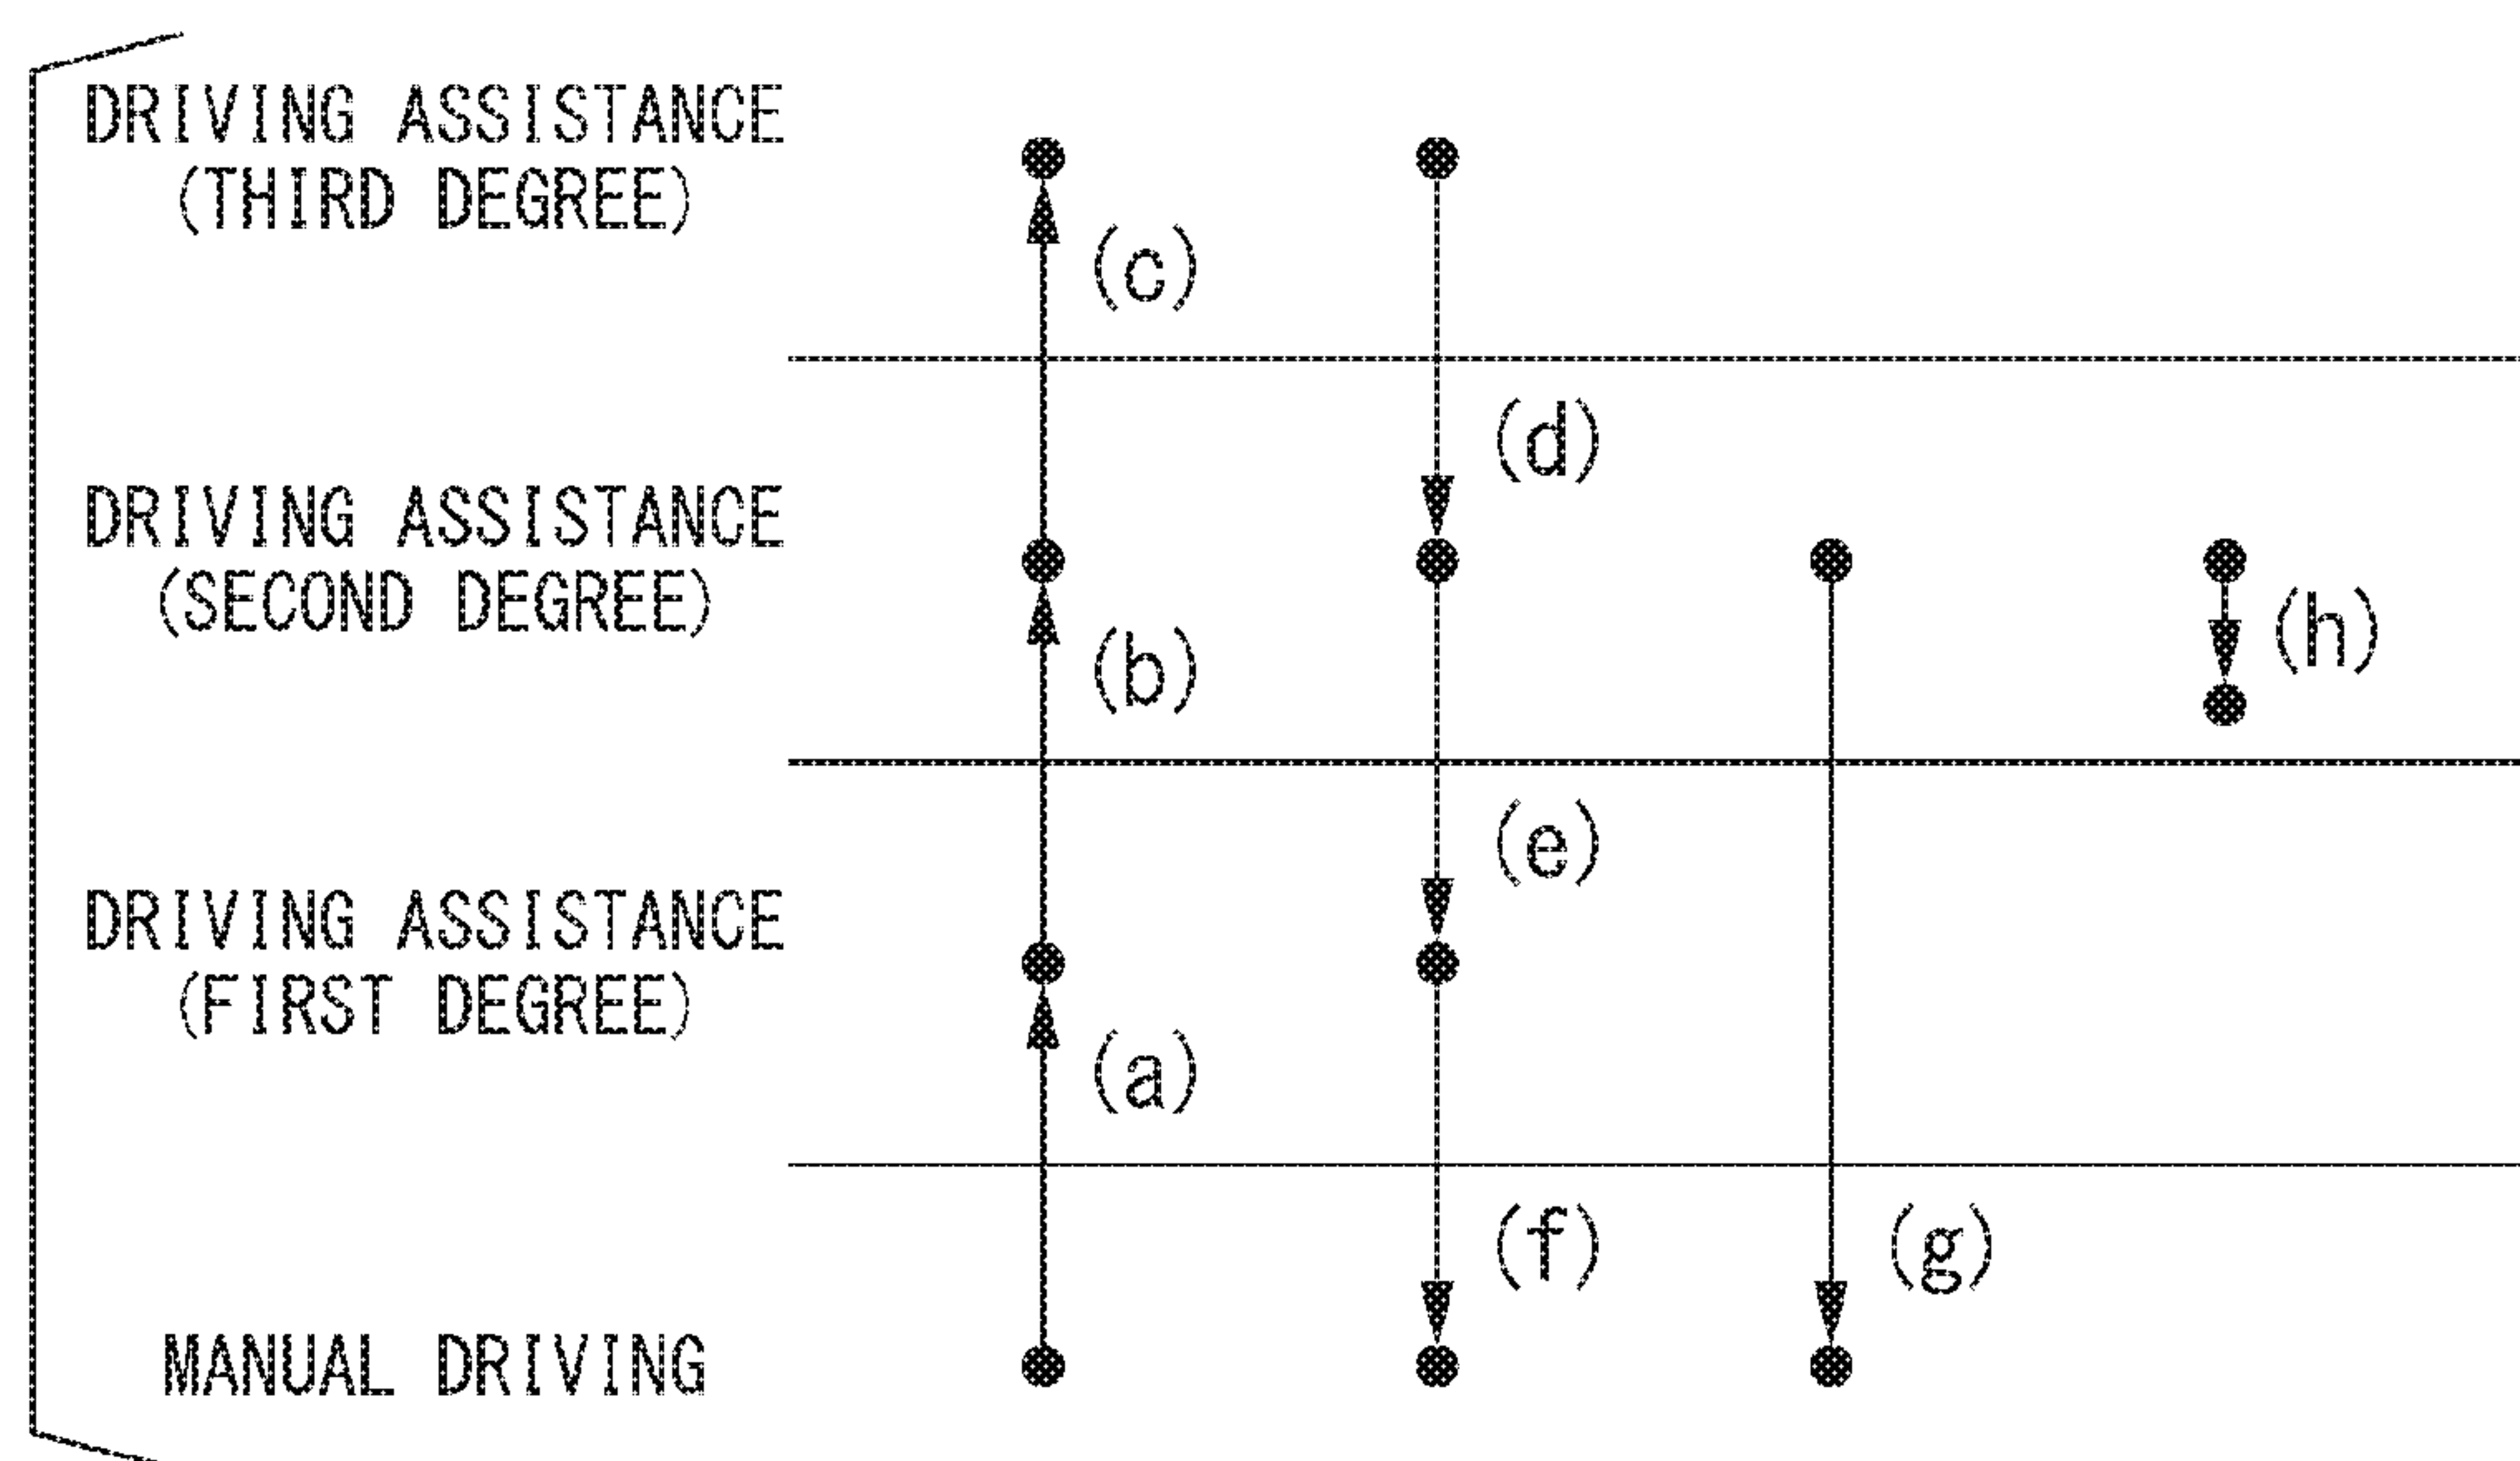 DRIVING ASSISTANCE
(THIRD DEGREE)
(c)
(d)
DRIVING ASSISTANCE
(SECOND DEGREE)
(b)
(h)
(e)
DRIVING ASSISTANCE
(FIRST DEGREE)
(a)
(f)
(g)
MANUAL DRIVING